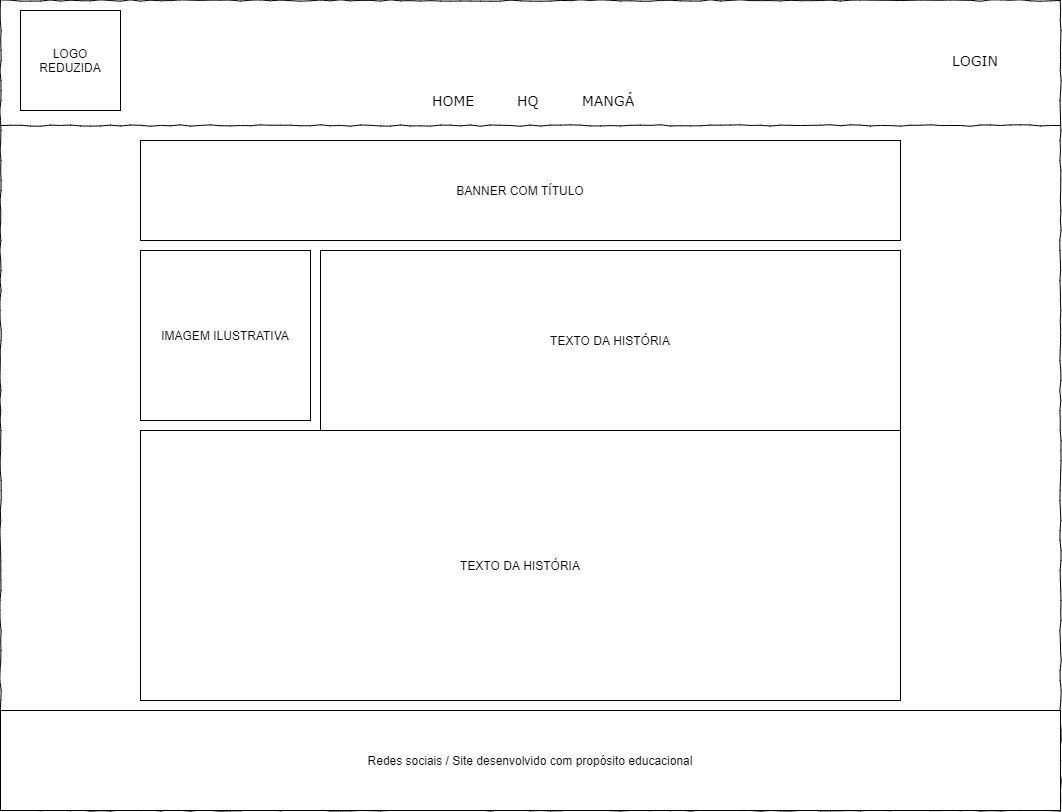 LOGO
REDUZIDA
LOGIN
HOME HQ MANGÁ
BANNER COM TÍTULO
IMAGEM ILUSTRATIVA
TEXTO DA HISTÓRIA
TEXTO DA HISTÓRIA
Redes sociais / Site desenvolvido com propósito educacional